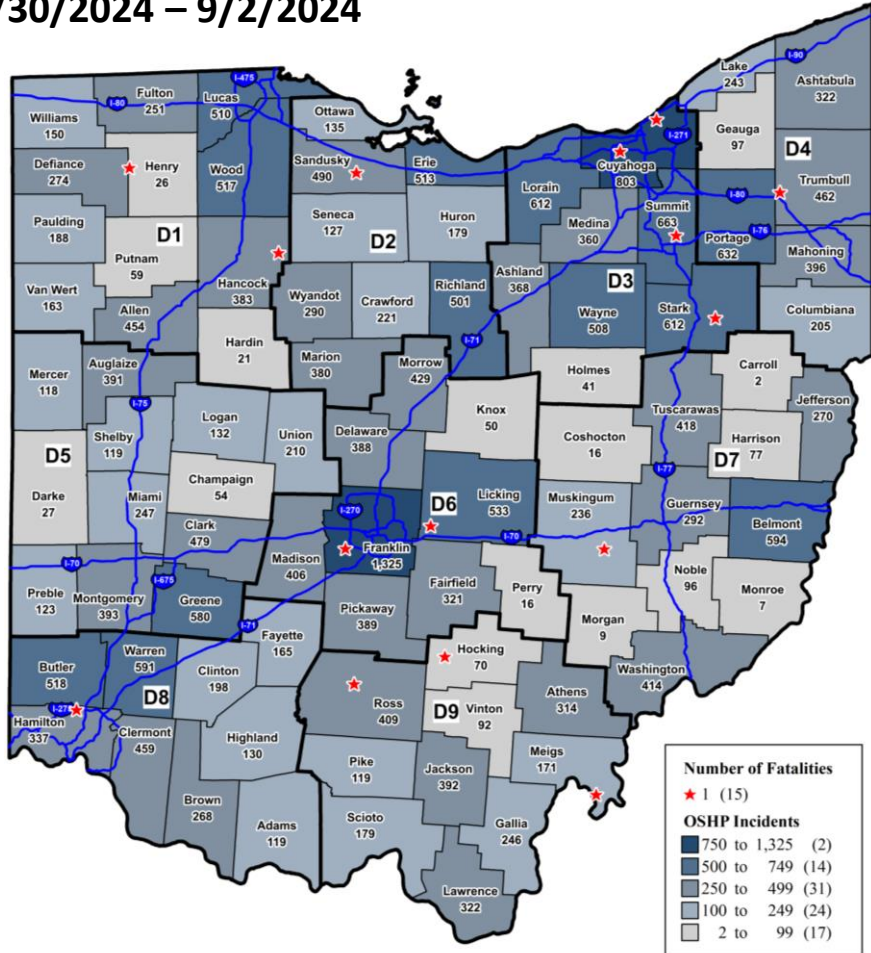 /30/2024 – 9/2/2024
I-90
Lake
243
Ashtabula
322
I-475
Fulton
251
Lucas
510
I-80
Williams
150
Ottawa
135
I-271
Geauga
97
D4
Defiance
274
Henry
26
Wood
517
Sandusky
490
Erie
513
Cuyahoga
803
Trumbull
462
Lorain
612
I-80
Summit
663
Paulding
188
D1
Seneca
127
D2
Huron
179
Medina
360
Portage
632
I-76
Putnam
59
Mahoning
396
Van Wert
163
Hancock
383
Wyandot
290
Crawford
221
Richland
501
Ashland
368
D3
Wayne
508
Stark
612
Columbiana
205
Allen
454
Hardin
21
I-71
Marion
380
Morrow
429
Holmes
41
Carroll
2
Mercer
118
Auglaize
391
Jefferson
270
I-75
Logan
132
Knox
50
Tuscarawas
418
Union
210
Delaware
388
Coshocton
16
Harrison
77
Shelby
119
D5
D7
I-77
Champaign
54
Darke
27
Miami
247
Licking
533
Muskingum
236
Guernsey
292
D6
I-270
Belmont
594
Clark
479
I-70
Franklin
1,325
Madison
406
I-70
Preble
123
Montgomery
393
I-675
Greene
580
Fairfield
321
Perry
16
Noble
96
Monroe
7
Pickaway
389
Morgan
9
I-71
Fayette
165
Hocking
70
Warren
591
Butler
518
Clinton
198
D8
Washington
414
Athens
314
Ross
409
D9
Vinton
92
I-275
Hamilton
337
Clermont
459
Highland
130
Meigs
171
Pike
119
Jackson
392
Brown
268
Adams
119
Scioto
179
Gallia
246
Lawrence
322
Number of Fatalities
1 (15)
OSHP Incidents
750 to 1,325 (2)
500 to 749 (14)
250 to 499 (31)
100 to 249 (24)
2 to 99 (17)